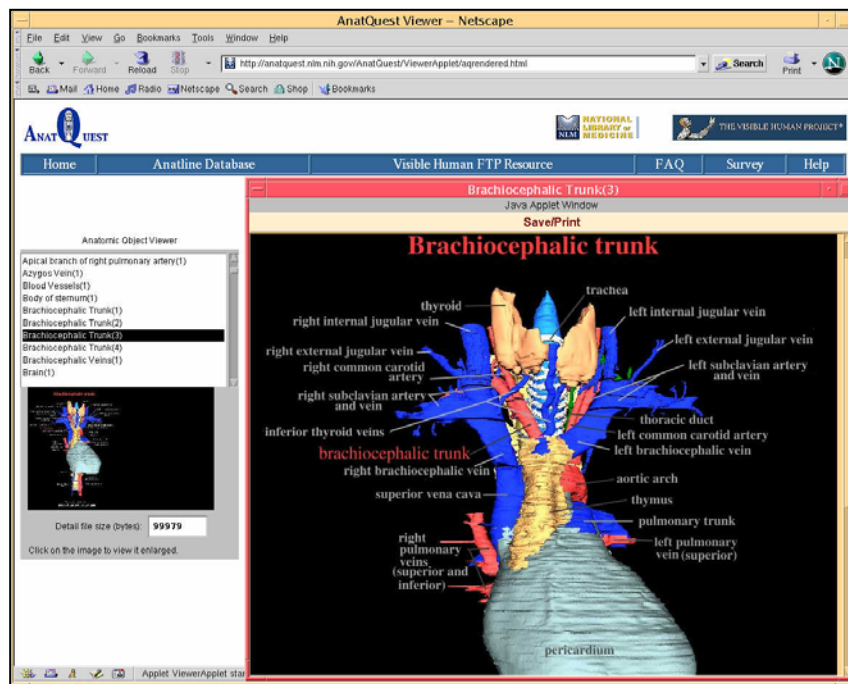 AnatQuest Viewer – Netscape
File Edit View Go Bookmarks Tools Window Help
Back Forward Reload Stop http://anatquest.nlm.nih.gov/AnatQuest/ViewerApplet/aqrendered.html Search Print N
Mail Home Radio Netscape Search Shop Bookmarks
ANATQUEST
NLM NATIONAL LIBRARY OF MEDICINE
THE VISIBLE HUMAN PROJECT®
Home Anatline Database Visible Human FTP Resource FAQ Survey Help
Brachiocephalic Trunk(3)
Java Applet Window
Save/Print
Anatomic Object Viewer
Apical branch of right pulmonary artery(1)
Azygos Vein(1)
Blood Vessels(1)
Body of sternum(1)
Brachiocephalic Trunk(1)
Brachiocephalic Trunk(2)
Brachiocephalic Trunk(3)
Brachiocephalic Trunk(4)
Brachiocephalic Veins(1)
Brain(1)
Detail file size (bytes): 99979
Click on the image to view it enlarged.
Brachiocephalic trunk
trachea
thyroid
left internal jugular vein
right internal jugular vein
left external jugular vein
right external jugular vein
right common carotid
artery
left subclavian artery
and vein
right subclavian artery
and vein
thoracic duct
inferior thyroid veins
left common carotid artery
left brachiocephalic vein
brachiocephalic trunk
right brachiocephalic vein
aortic arch
superior vena cava
thymus
pulmonary trunk
right
pulmonary
veins
(superior and
inferior)
left pulmonary
vein (superior)
pericardium
Applet ViewerApplet star